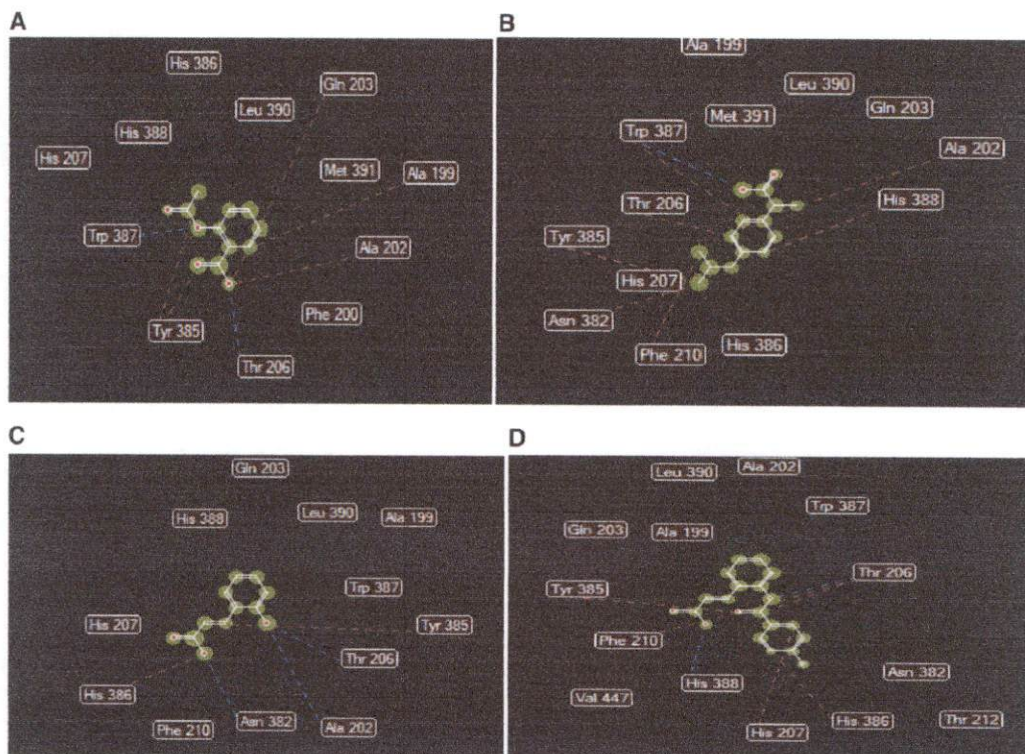 A
His 386
Gln 203
Leu 390
His 388
His 207
Met 391
Ala 199
Trp 387
Ala 202
Phe 200
Tyr 385
Thr 206
B
Ala 199
Leu 390
Met 391
Gln 203
Trp 387
Ala 202
Thr 206
His 388
Tyr 385
His 207
Asn 382
Phe 210
His 386
C
Gln 203
His 388
Leu 390
Ala 199
Trp 387
His 207
Tyr 385
Thr 206
His 386
Phe 210
Asn 382
Ala 202
D
Leu 390
Ala 202
Trp 387
Gln 203
Ala 199
Tyr 385
Thr 206
Phe 210
His 388
Asn 382
Val 447
His 386
Thr 212
His 207